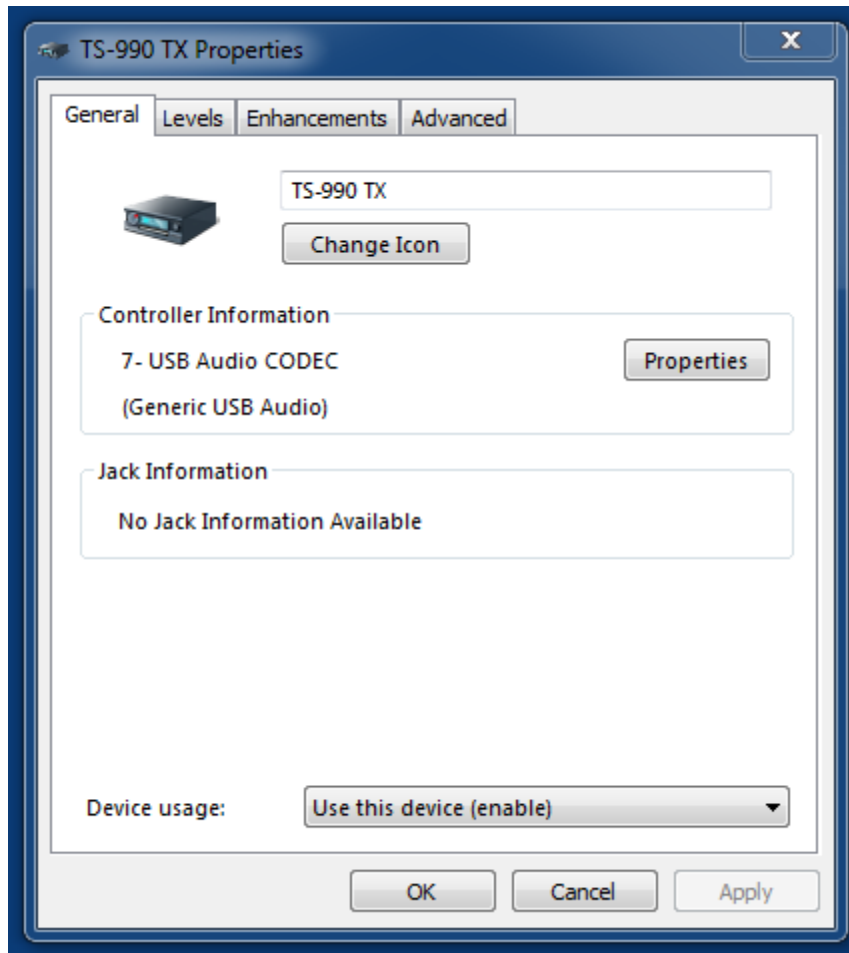 TS-990 TX Properties
X
General Levels Enhancements Advanced
TS-990 TX
Change Icon
Controller Information
7- USB Audio CODEC
Properties
(Generic USB Audio)
Jack Information
No Jack Information Available
Device usage: Use this device (enable)
OK Cancel Apply